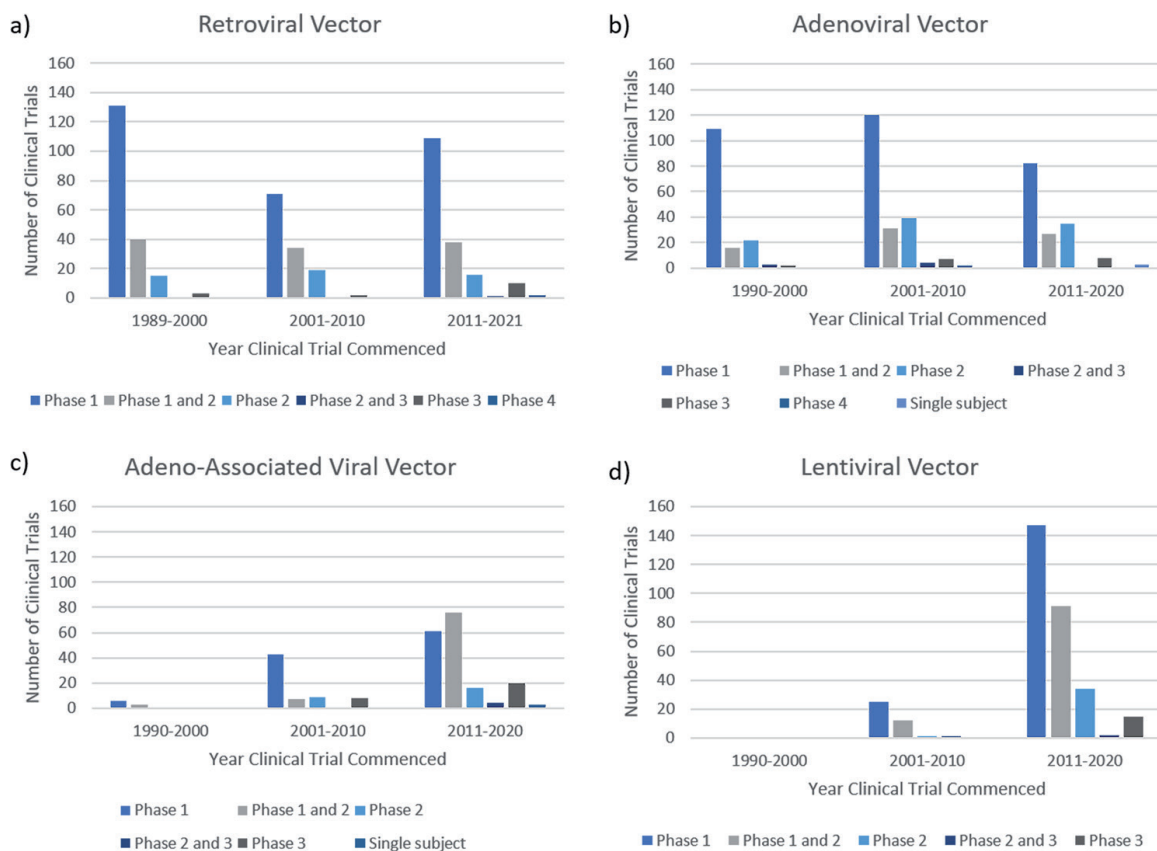 a)
Retroviral Vector
Number of Clinical Trials
160
140
120
100
80
60
40
20
0
1989-2000 2001-2010 2011-2021
Year Clinical Trial Commenced
Phase 1 Phase 1 and 2 Phase 2 Phase 2 and 3 Phase 3 Phase 4
b)
Adenoviral Vector
Number of Clinical Trials
160
140
120
100
80
60
40
20
0
1990-2000 2001-2010 2011-2020
Year Clinical Trial Commenced
Phase 1 Phase 1 and 2 Phase 2 Phase 2 and 3
Phase 3 Phase 4 Single subject
c)
Adeno-Associated Viral Vector
Number of Clinical Trials
160
140
120
100
80
60
40
20
0
1990-2000 2001-2010 2011-2020
Year Clinical Trial Commenced
Phase 1 Phase 1 and 2 Phase 2
Phase 2 and 3 Phase 3 Single subject
d)
Lentiviral Vector
Number of Clinical Trials
160
140
120
100
80
60
40
20
0
1990-2000 2001-2010 2011-2020
Year Clinical Trial Commenced
Phase 1 Phase 1 and 2 Phase 2 Phase 2 and 3 Phase 3